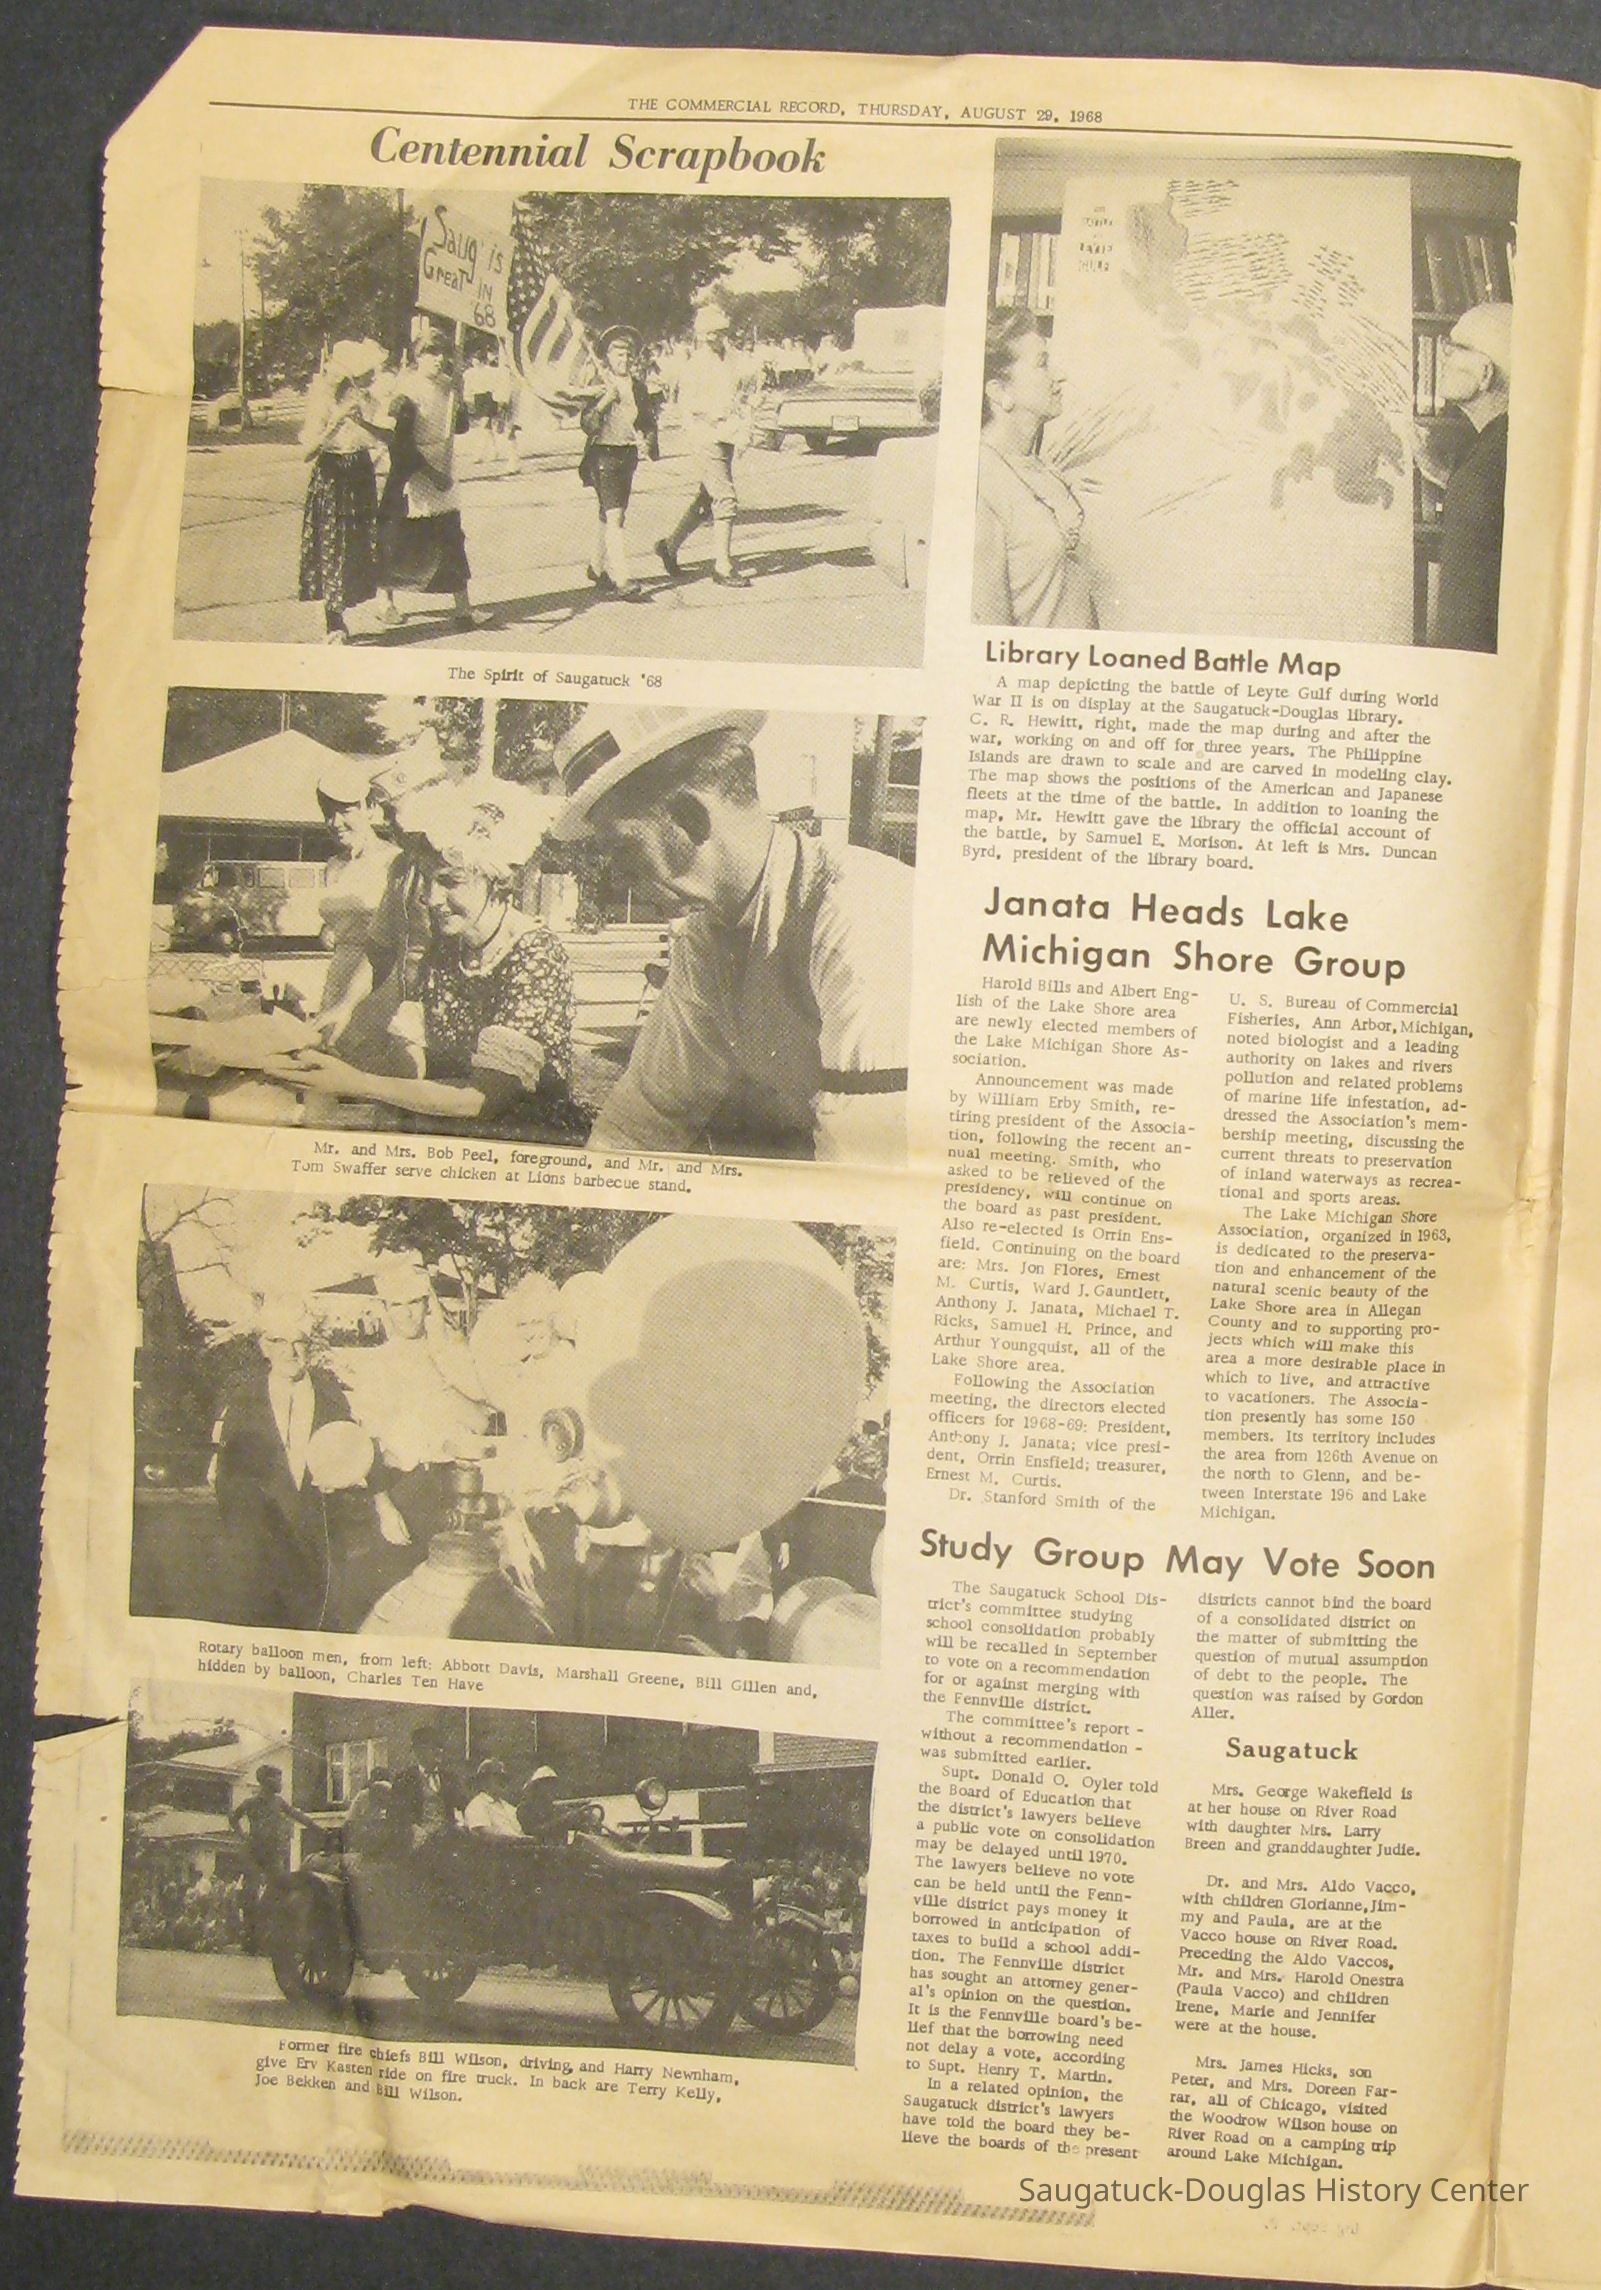 THE COMMERCIAL RECORD, THURSDAY, AUGUST 29, 1968
Centennial Scrapbook
Saug' is
Great
IN
'68
The Spirit of Saugatuck '68
Mr. and Mrs. Bob Peel, foreground, and Mr. and Mrs.
Tom Swaffer serve chicken at Lions barbecue stand.
Rotary balloon men, from left: Abbott Davis, Marshall Greene, Bill Gillen and,
hidden by balloon, Charles Ten Have
Former fire chiefs Bill Wilson, driving, and Harry Newnham,
give Erv Kasten ride on fire truck. In back are Terry Kelly,
Joe Bekken and Bill Wilson.
Library Loaned Battle Map
A map depicting the battle of Leyte Gulf during World
War II is on display at the Saugatuck-Douglas library.
C. R. Hewitt, right, made the map during and after the
war, working on and off for three years. The Philippine
Islands are drawn to scale and are carved in modeling clay.
The map shows the positions of the American and Japanese
fleets at the time of the battle. In addition to loaning the
map, Mr. Hewitt gave the library the official account of
the battle, by Samuel E. Morison. At left is Mrs. Duncan
Byrd, president of the library board.
Janata Heads Lake
Michigan Shore Group
Harold Bills and Albert Eng-
lish of the Lake Shore area
are newly elected members of
the Lake Michigan Shore As-
sociation.
Announcement was made
by William Erby Smith, re-
tiring president of the Associa-
tion, following the recent an-
nual meeting. Smith, who
asked to be relieved of the
presidency, will continue on
the board as past president.
Also re-elected is Orrin Ens-
field. Continuing on the board
are: Mrs. Jon Flores, Ernest
M. Curtis, Ward J. Gauntlett,
Anthony J. Janata, Michael T.
Ricks, Samuel H. Prince, and
Arthur Youngquist, all of the
Lake Shore area.
Following the Association
meeting, the directors elected
officers for 1968-69: President,
Anthony J. Janata; vice presi-
dent, Orrin Ensfield; treasurer,
Ernest M. Curtis.
Dr. Stanford Smith of the
U. S. Bureau of Commercial
Fisheries, Ann Arbor, Michigan,
noted biologist and a leading
authority on lakes and rivers
pollution and related problems
of marine life infestation, ad-
dressed the Association's mem-
bership meeting, discussing the
current threats to preservation
of inland waterways as recrea-
tional and sports areas.
The Lake Michigan Shore
Association, organized in 1963,
is dedicated to the preserva-
tion and enhancement of the
natural scenic beauty of the
Lake Shore area in Allegan
County and to supporting pro-
jects which will make this
area a more desirable place in
which to live, and attractive
to vacationers. The Associa-
tion presently has some 150
members. Its territory includes
the area from 126th Avenue on
the north to Glenn, and be-
tween Interstate 196 and Lake
Michigan.
Study Group May Vote Soon
The Saugatuck School Dis-
trict's committee studying
school consolidation probably
will be recalled in September
to vote on a recommendation
for or against merging with
the Fennville district.
The committee's report -
without a recommendation -
was submitted earlier.
Supt. Donald O. Oyler told
the Board of Education that
the district's lawyers believe
a public vote on consolidation
may be delayed until 1970.
The lawyers believe no vote
can be held until the Fenn-
ville district pays money it
borrowed in anticipation of
taxes to build a school addi-
tion. The Fennville district
has sought an attorney gener-
al's opinion on the question.
It is the Fennville board's be-
lief that the borrowing need
not delay a vote, according
to Supt. Henry T. Martin.
In a related opinion, the
Saugatuck district's lawyers
have told the board they be-
lieve the boards of the present
districts cannot bind the board
of a consolidated district on
the matter of submitting the
question of mutual assumption
of debt to the people. The
question was raised by Gordon
Aller.
Saugatuck
Mrs. George Wakefield is
at her house on River Road
with daughter Mrs. Larry
Breen and granddaughter Judie.
Dr. and Mrs. Aldo Vacco,
with children Glorianne, Jim-
my and Paula, are at the
Vacco house on River Road.
Preceding the Aldo Vaccos,
Mr. and Mrs. Harold Onestra
(Paula Vacco) and children
Irene, Marie and Jennifer
were at the house.
Mrs. James Hicks, son
Peter, and Mrs. Doreen Far-
rar, all of Chicago, visited
the Woodrow Wilson house on
River Road on a camping trip
around Lake Michigan.
Saugatuck-Douglas History Center